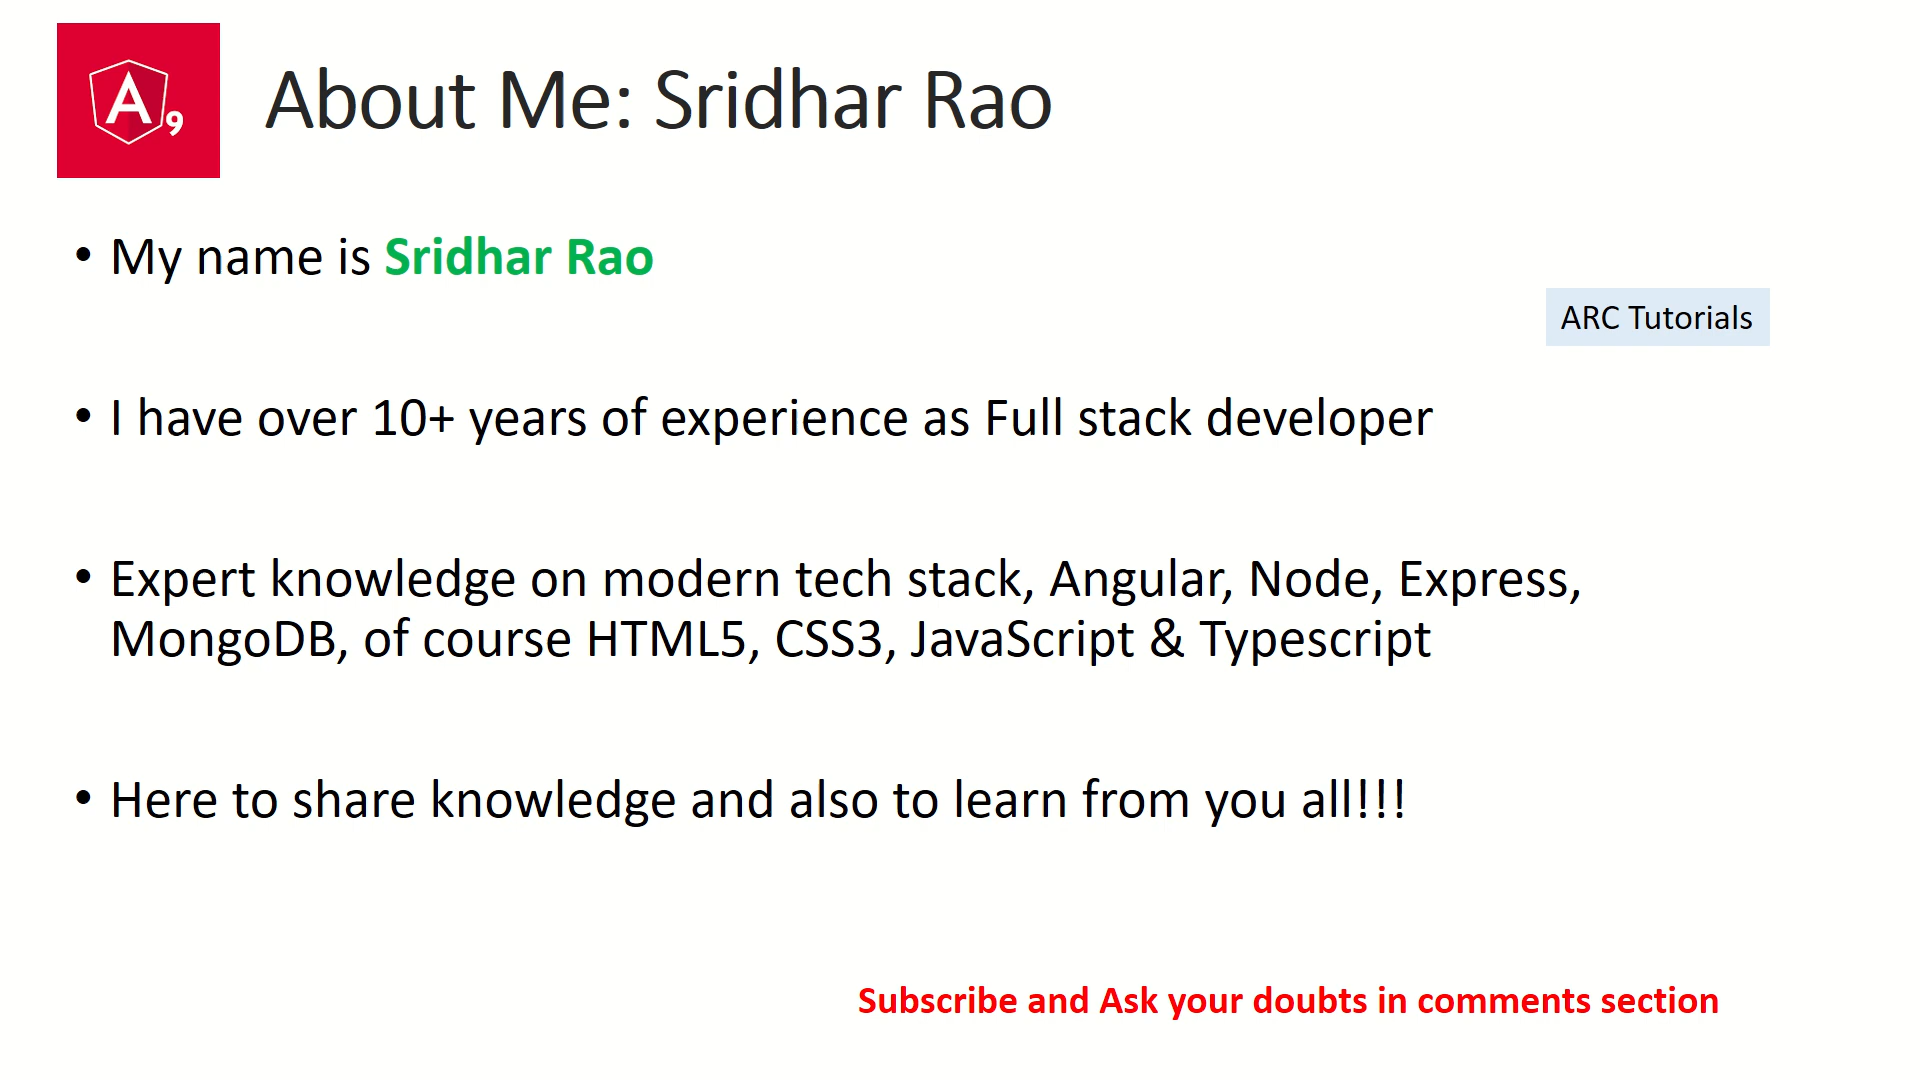 A9
About Me: Sridhar Rao
• My name is Sridhar Rao
ARC Tutorials
• I have over 10+ years of experience as Full stack developer
• Expert knowledge on modern tech stack, Angular, Node, Express,
MongoDB, of course HTML5, CSS3, JavaScript & Typescript
• Here to share knowledge and also to learn from you all!!!
Subscribe and Ask your doubts in comments section